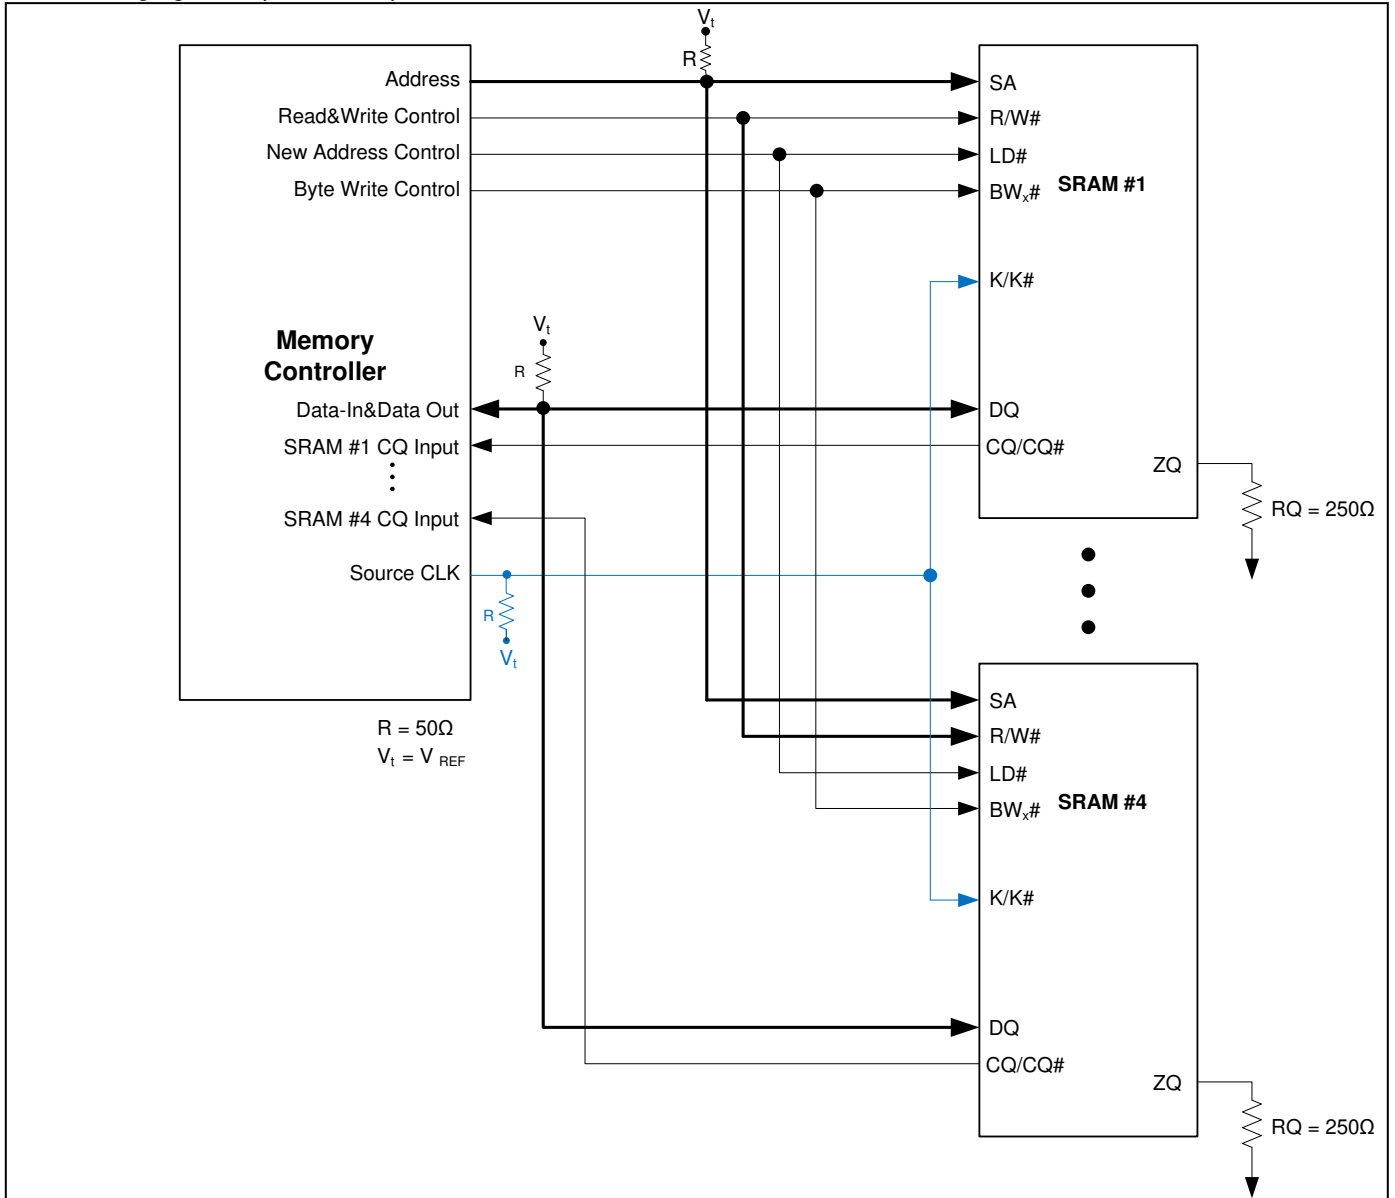 Vt
R
Address
Read&Write Control
New Address Control
Byte Write Control
SA
R/W#
LD#
BWx#
SRAM #1
K/K#
Vt
R
Memory
Controller
Data-In&Data Out
SRAM #1 CQ Input
SRAM #4 CQ Input
Source CLK
DQ
CQ/CQ#
ZQ
RQ = 250Ω
R
Vt
R = 50Ω
Vt = V REF
SA
R/W#
LD#
BWx#
SRAM #4
K/K#
DQ
CQ/CQ#
ZQ
RQ = 250Ω